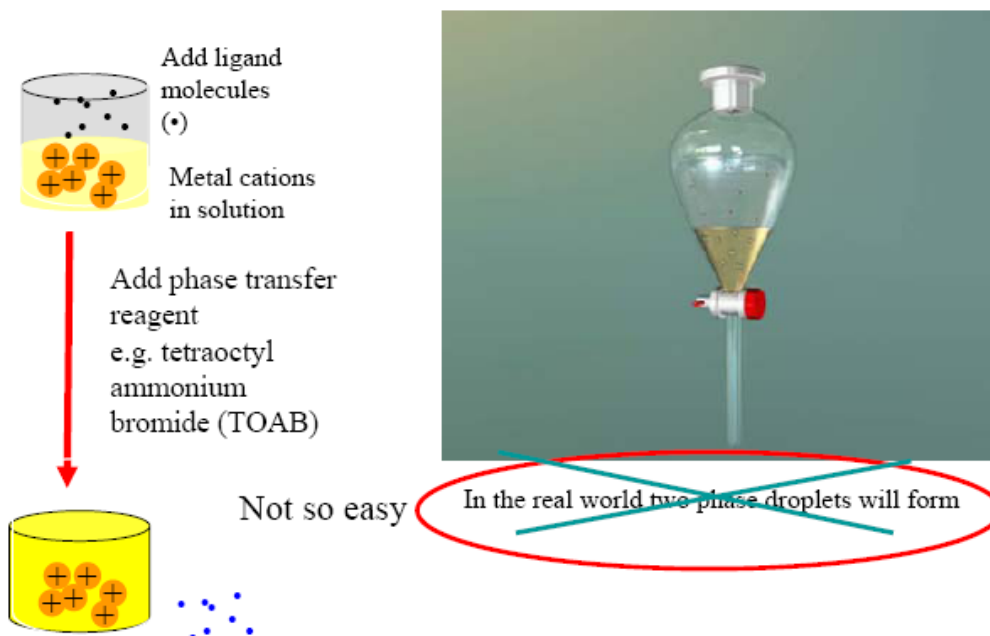 Add ligand
molecules
(•)
Metal cations
in solution
Add phase transfer
reagent
e.g. tetraoctyl
ammonium
bromide (TOAB)
Not so easy
In the real world two phase droplets will form